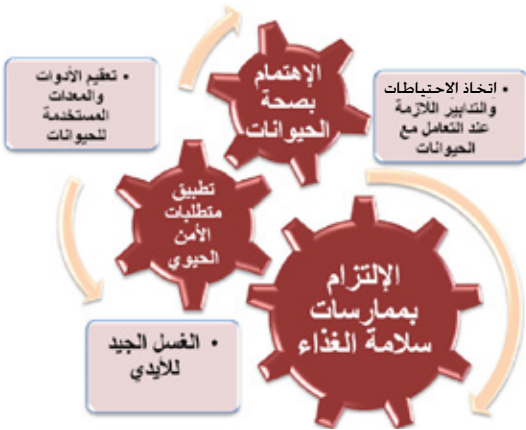 الإهتمام
بصحة
الحيوانات
• اتخاذ الاحتياطات
والتدابير اللازمة
عند التعامل مع
الحيوانات
• تعقيم الأدوات
والمعدات
المستخدمة
للحيوانات
تطبيق
متطلبات
الأمن
الحيوي
الإلتزام
بممارسات
سلامة الغذاء
• الغسل الجيد
للأيدي